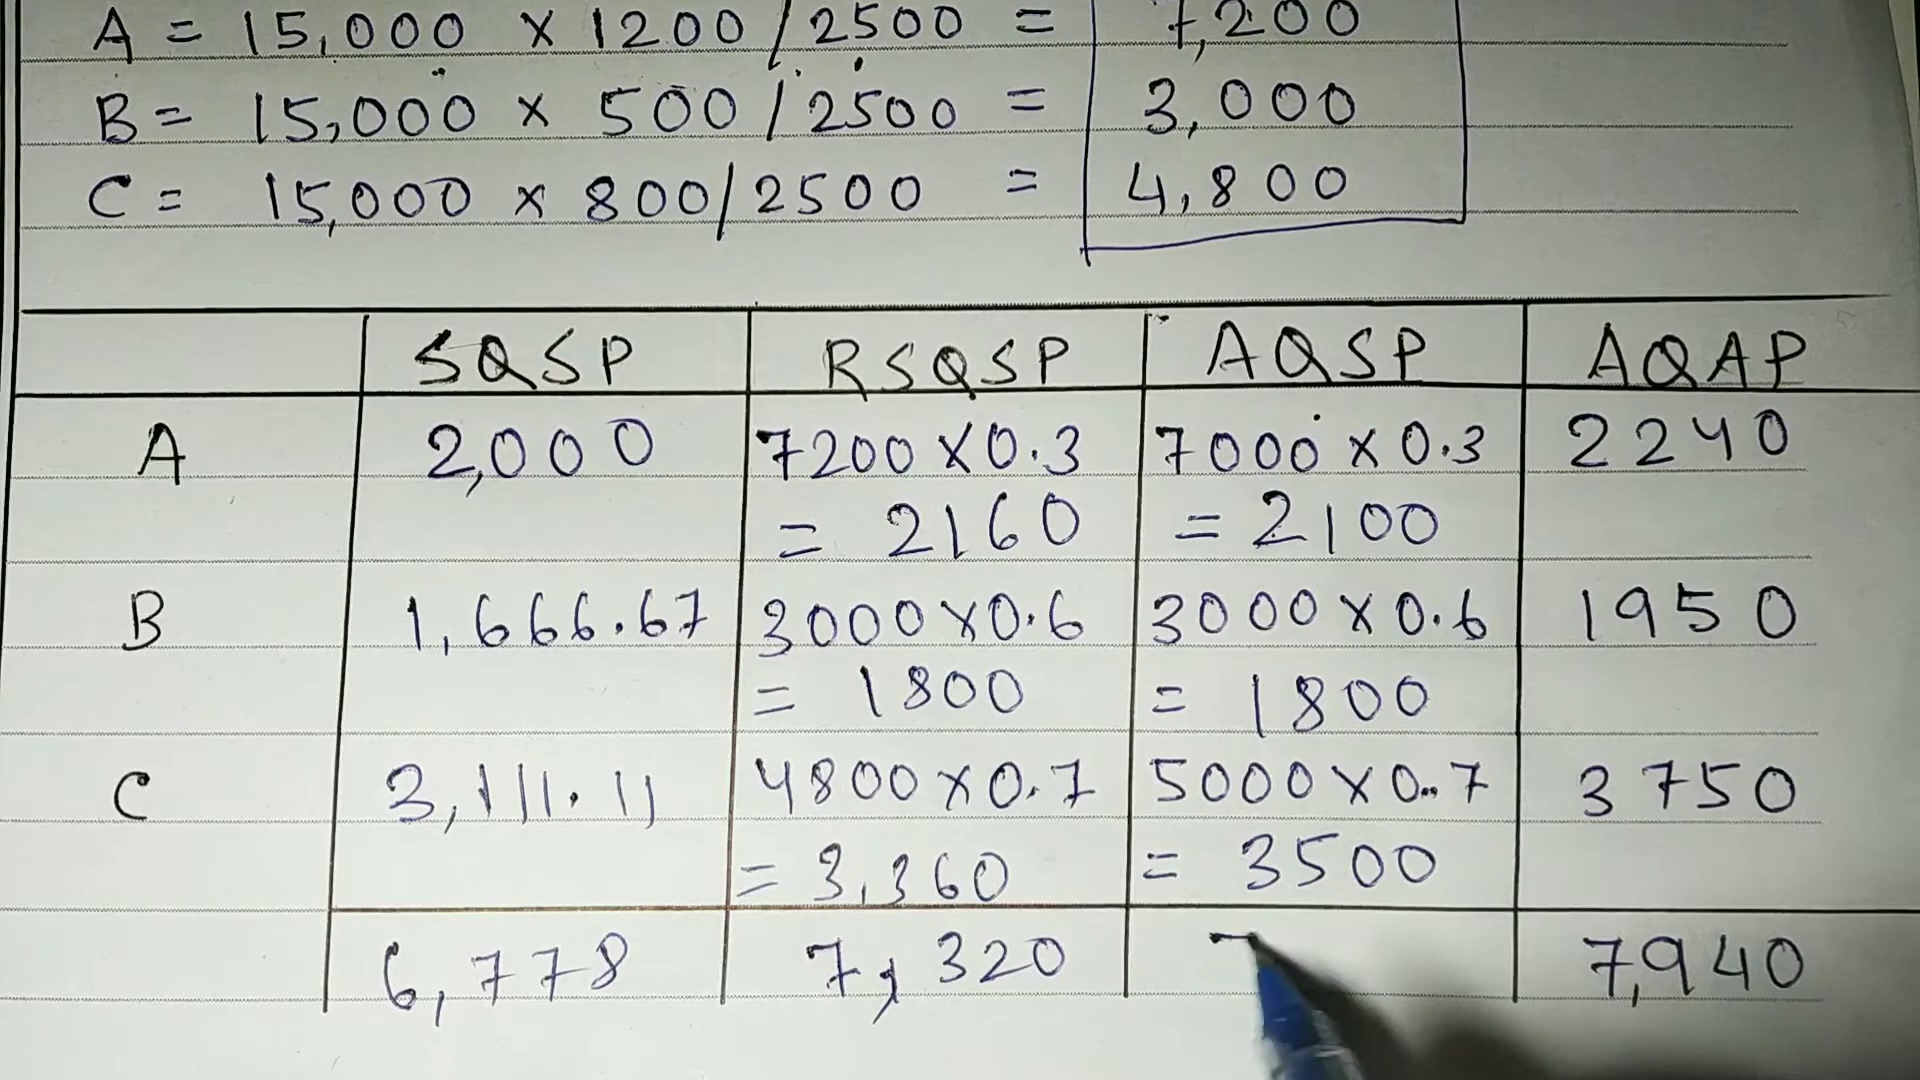 A = 15,000 x 1200 / 2500 = 7,200
B = 15,000 x 500 / 2500 = 3,000
C = 15,000 x 800 / 2500 = 4,800
SQSP RSQSP AQSP AQAP
A 2,000 7200 x 0.3 7000 x 0.3 2240
= 2160 = 2100
B 1,666.67 3000 x 0.6 3000 x 0.6 1950
= 1800 = 1800
C 3,111.11 4800 x 0.7 5000 x 0.7 3750
= 3,360 = 3500
6,778 7,320 7,940